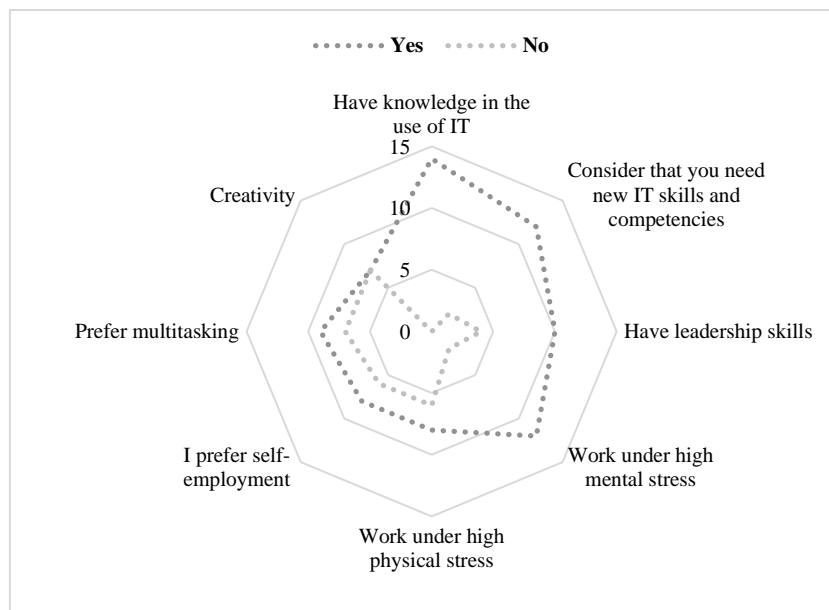 Yes No
Have knowledge in the
use of IT
15
Creativity
Consider that you need
new IT skills and
competencies
10
5
Prefer multitasking
0
Have leadership skills
I prefer self-
employment
Work under high
mental stress
Work under high
physical stress